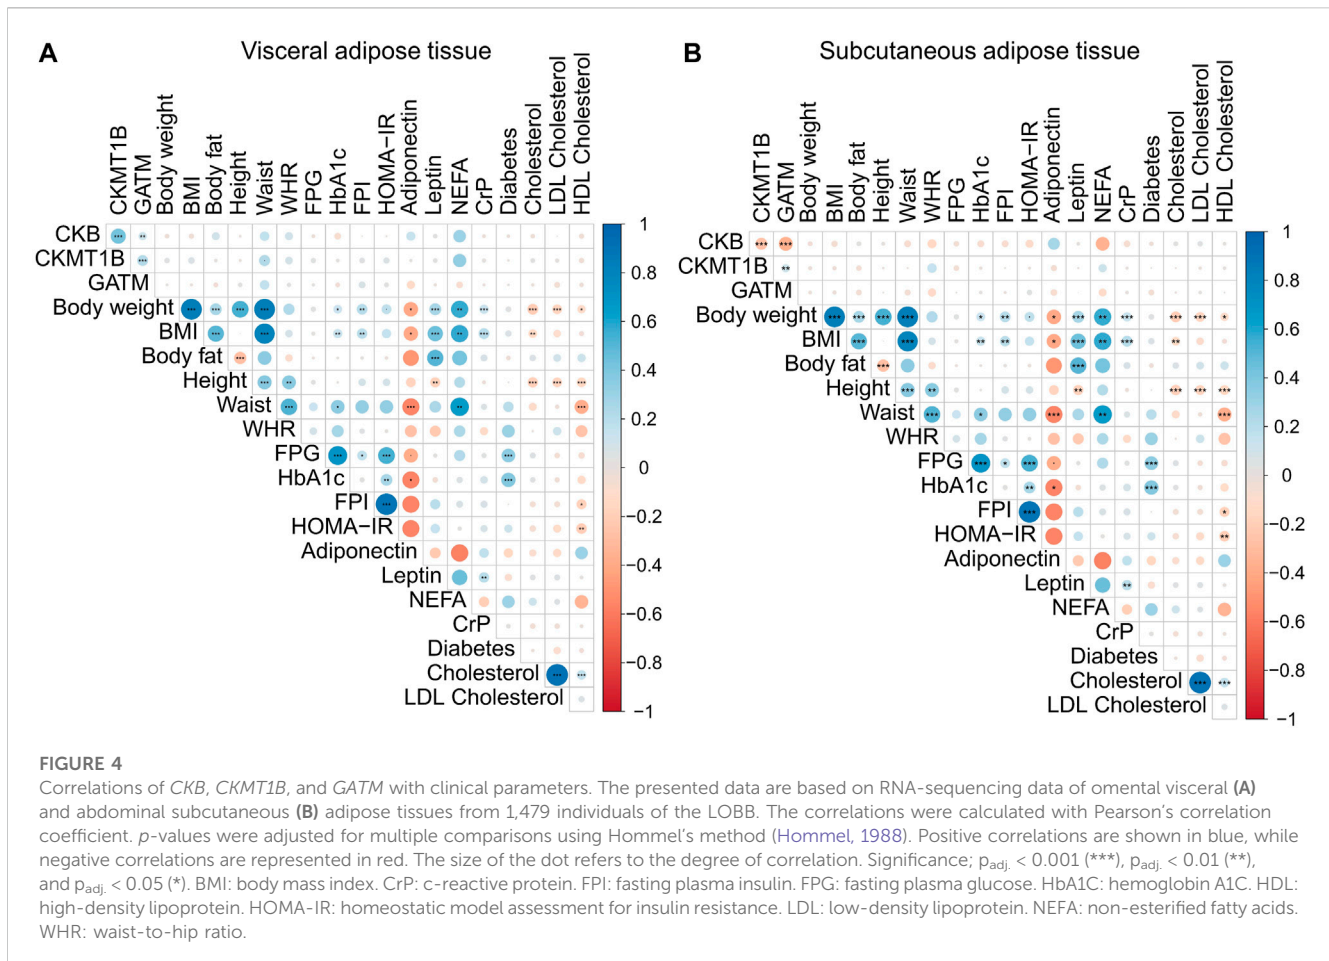 A
Visceral adipose tissue
CKMT1B
GATM
Body weight
BMI
Body fat
Height
Waist
WHR
FPG
HbA1c
FPI
HOMA−IR
Adiponectin
Leptin
NEFA
CrP
Diabetes
Cholesterol
LDL Cholesterol
HDL Cholesterol
CKB
CKMT1B
GATM
Body weight
BMI
Body fat
Height
Waist
WHR
FPG
HbA1c
FPI
HOMA−IR
Adiponectin
Leptin
NEFA
CrP
Diabetes
Cholesterol
LDL Cholesterol
1
0.8
0.6
0.4
0.2
0
−0.2
−0.4
−0.6
−0.8
−1
B
Subcutaneous adipose tissue
CKMT1B
GATM
Body weight
BMI
Body fat
Height
Waist
WHR
FPG
HbA1c
FPI
HOMA−IR
Adiponectin
Leptin
NEFA
CrP
Diabetes
Cholesterol
LDL Cholesterol
HDL Cholesterol
CKB
CKMT1B
GATM
Body weight
BMI
Body fat
Height
Waist
WHR
FPG
HbA1c
FPI
HOMA−IR
Adiponectin
Leptin
NEFA
CrP
Diabetes
Cholesterol
LDL Cholesterol
1
0.8
0.6
0.4
0.2
0
−0.2
−0.4
−0.6
−0.8
−1
FIGURE 4
Correlations of CKB, CKMT1B, and GATM with clinical parameters. The presented data are based on RNA-sequencing data of omental visceral (A)
and abdominal subcutaneous (B) adipose tissues from 1,479 individuals of the LOBB. The correlations were calculated with Pearson's correlation
coefficient. p-values were adjusted for multiple comparisons using Hommel's method (Hommel, 1988). Positive correlations are shown in blue, while
negative correlations are represented in red. The size of the dot refers to the degree of correlation. Significance; padj. < 0.001 (***), padj. < 0.01 (**),
and padj. < 0.05 (*). BMI: body mass index. CrP: c-reactive protein. FPI: fasting plasma insulin. FPG: fasting plasma glucose. HbA1C: hemoglobin A1C. HDL:
high-density lipoprotein. HOMA-IR: homeostatic model assessment for insulin resistance. LDL: low-density lipoprotein. NEFA: non-esterified fatty acids.
WHR: waist-to-hip ratio.